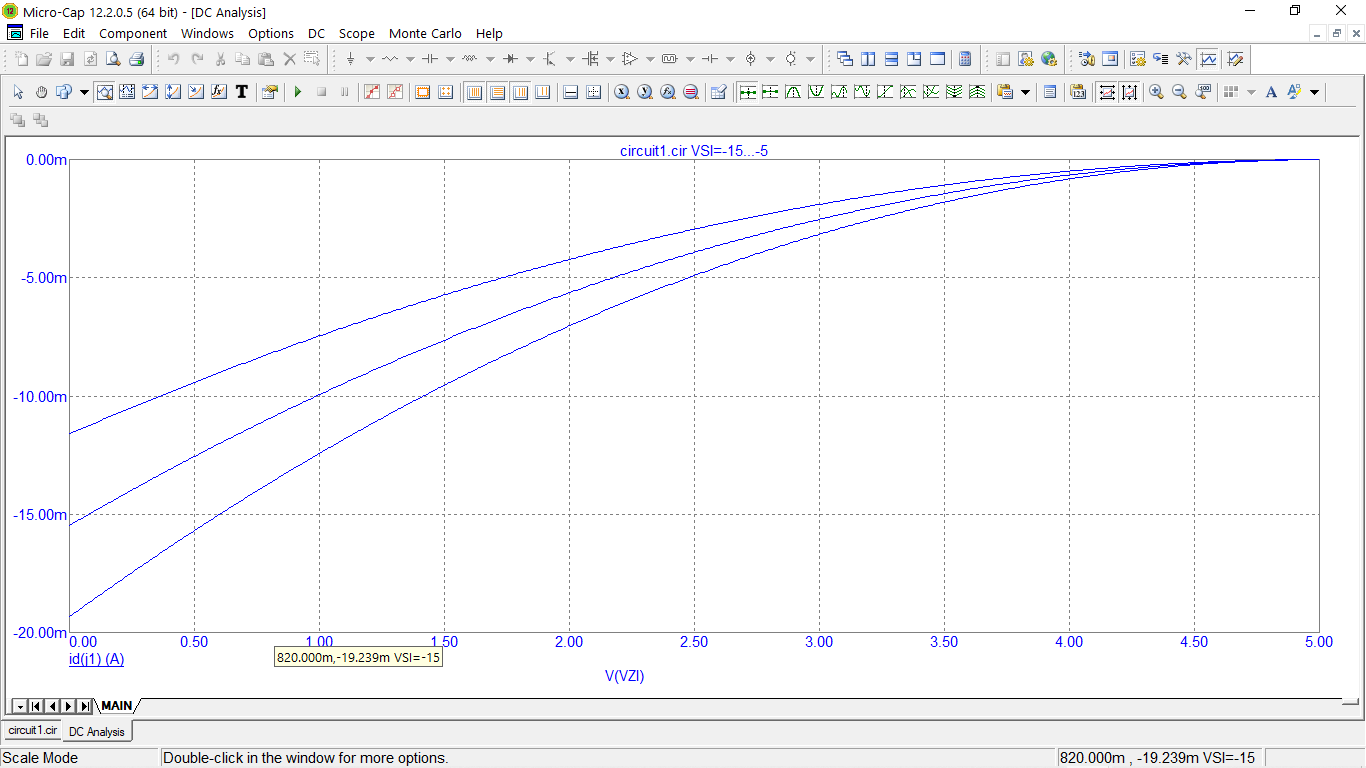 Micro-Cap 12.2.0.5 (64 bit) - [DC Analysis]
File Edit Component Windows Options DC Scope Monte Carlo Help
circuit1.cir VSI=-15...-5
0.00m
-5.00m
-10.00m
-15.00m
-20.00m
0.00 0.50 1.00 1.50 2.00 2.50 3.00 3.50 4.00 4.50 5.00
id(j1) (A)
820.000m,-19.239m VSI=-15
V(VZI)
MAIN
circuit1.cir DC Analysis
Scale Mode Double-click in the window for more options. 820.000m , -19.239m VSI=-15